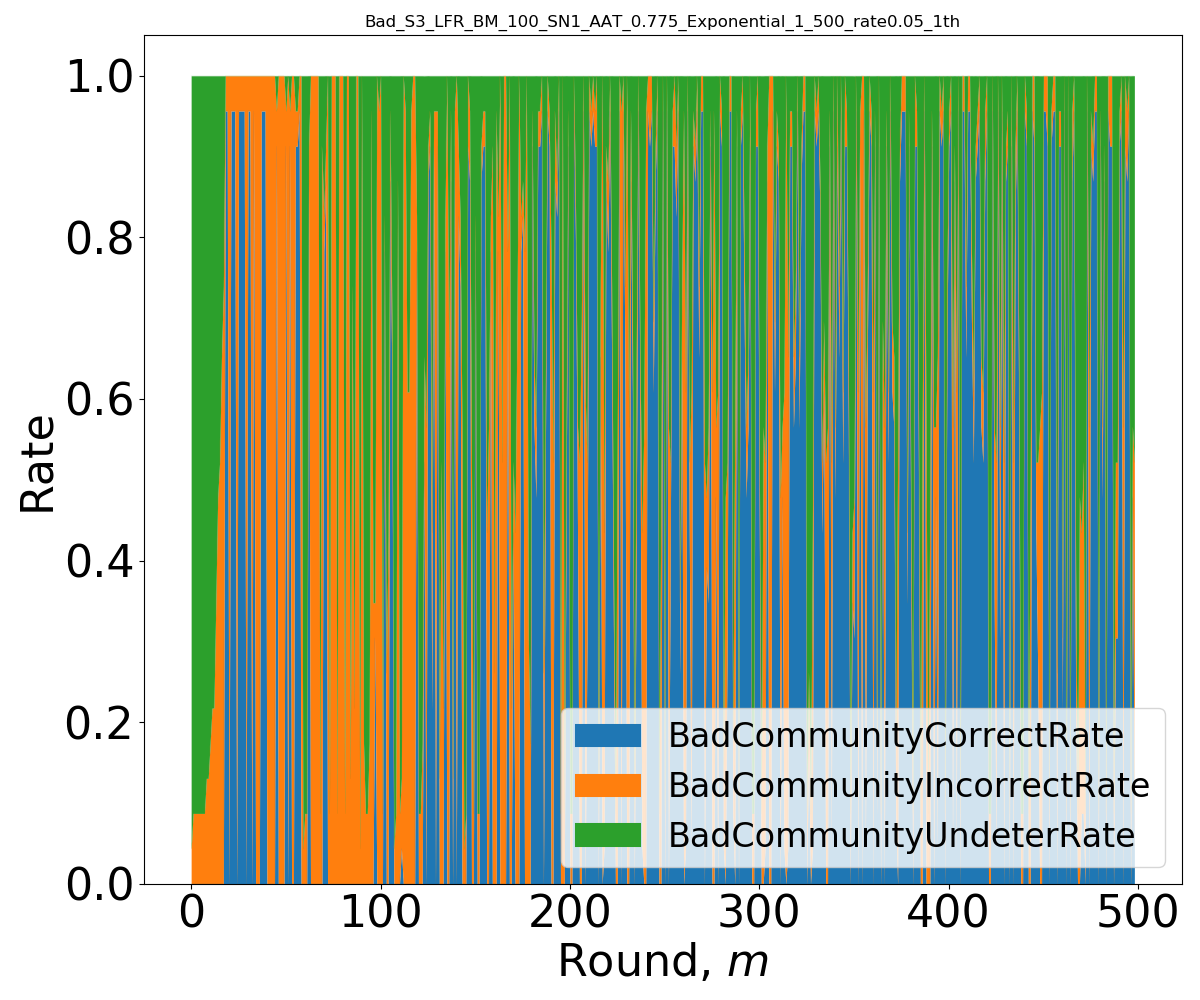 Bad_S3_LFR_BM_100_SN1_AAT_0.775_Exponential_1_500_rate0.05_1th
1.0
0.8
0.6
0.4
0.2
0.0
Rate
BadCommunityCorrectRate
BadCommunityIncorrectRate
BadCommunityUndeterRate
0 100 200 300 400 500
Round, m